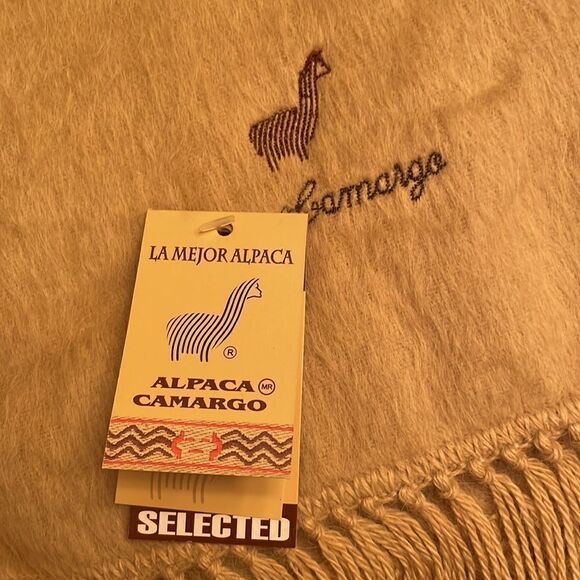 Camargo
LA MEJOR ALPACA
®
ALPACA MR
CAMARGO
SELECTED